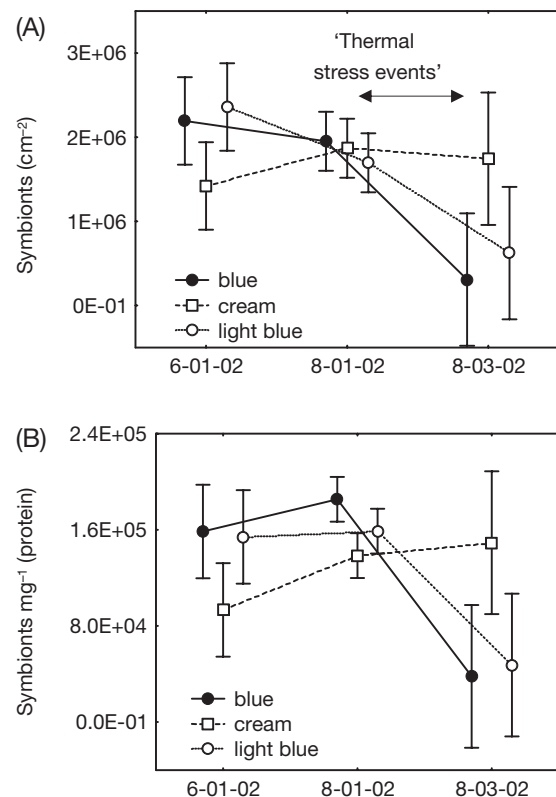 (A)
3E+06
2E+06
1E+06
0E-01
Symbionts (cm⁻²)
'Thermal
stress events'
blue
cream
light blue
6-01-02 8-01-02 8-03-02
(B)
2.4E+05
1.6E+05
8.0E+04
0.0E-01
Symbionts mg⁻¹ (protein)
blue
cream
light blue
6-01-02 8-01-02 8-03-02